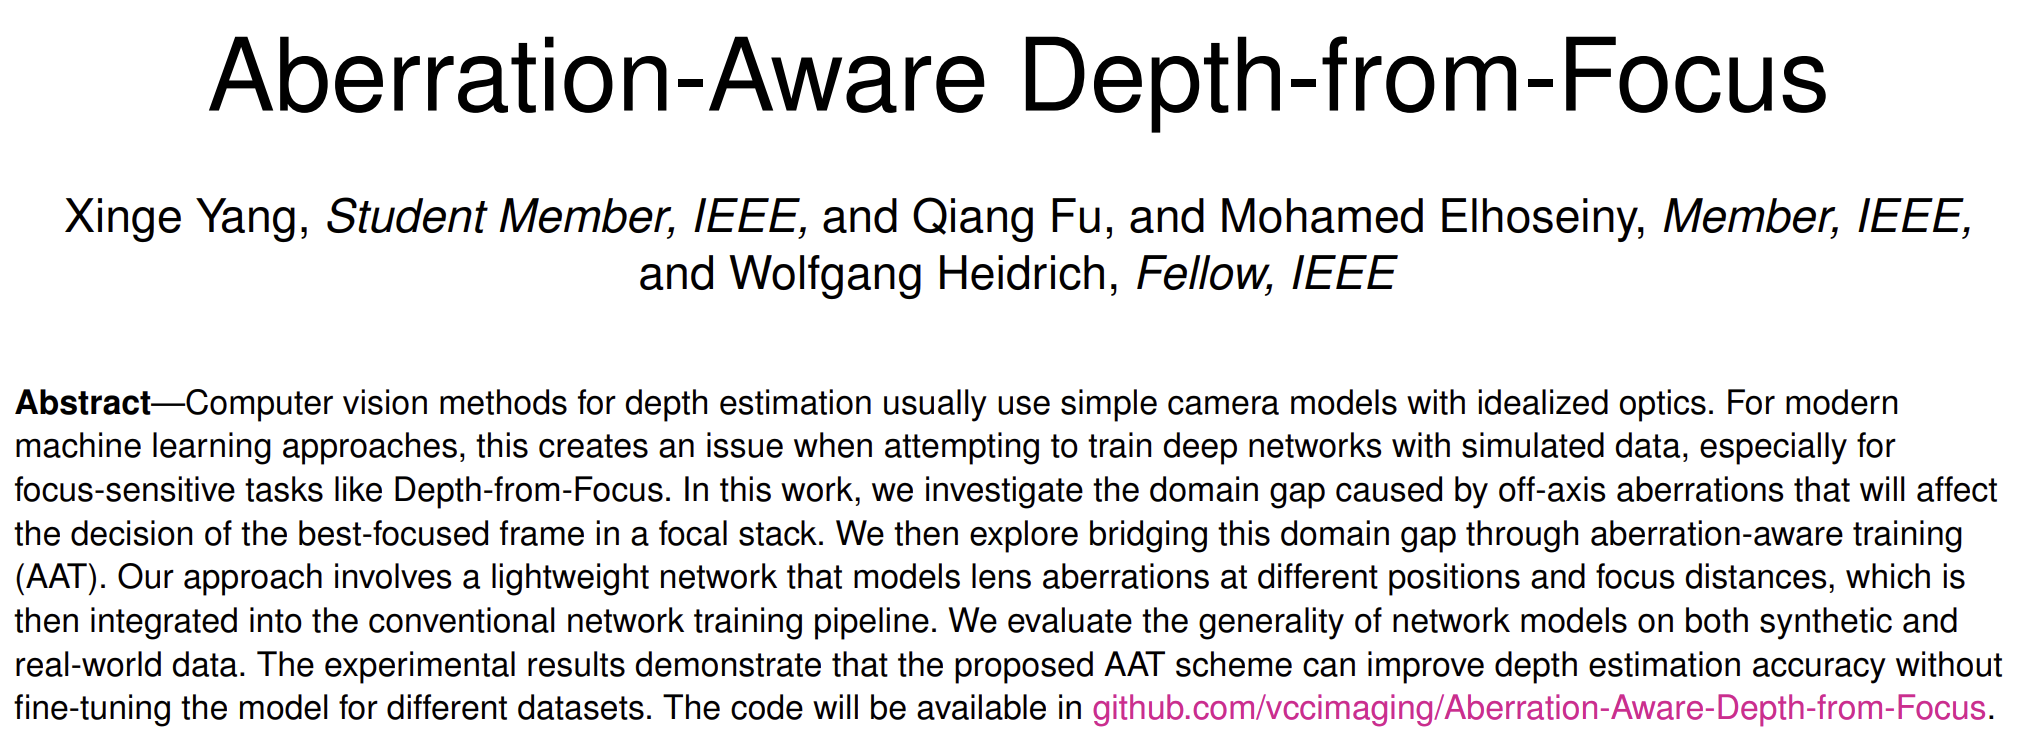 Aberration-Aware Depth-from-Focus
Xinge Yang, Student Member, IEEE, and Qiang Fu, and Mohamed Elhoseiny, Member, IEEE,
and Wolfgang Heidrich, Fellow, IEEE
Abstract—Computer vision methods for depth estimation usually use simple camera models with idealized optics. For modern
machine learning approaches, this creates an issue when attempting to train deep networks with simulated data, especially for
focus-sensitive tasks like Depth-from-Focus. In this work, we investigate the domain gap caused by off-axis aberrations that will affect
the decision of the best-focused frame in a focal stack. We then explore bridging this domain gap through aberration-aware training
(AAT). Our approach involves a lightweight network that models lens aberrations at different positions and focus distances, which is
then integrated into the conventional network training pipeline. We evaluate the generality of network models on both synthetic and
real-world data. The experimental results demonstrate that the proposed AAT scheme can improve depth estimation accuracy without
fine-tuning the model for different datasets. The code will be available in github.com/vccimaging/Aberration-Aware-Depth-from-Focus.